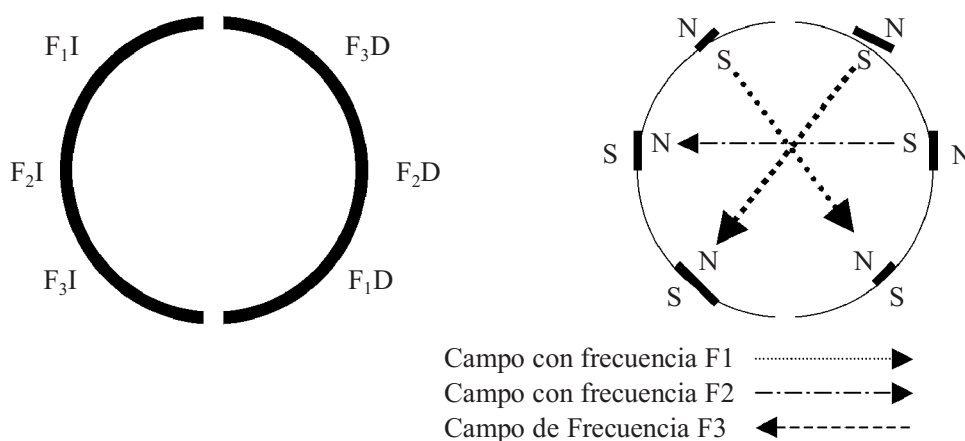 F₁I
F₃D
F₂I
F₂D
F₃I
F₁D
N
N
S
S
S
N
S
N
N
N
S
S
Campo con frecuencia F1
Campo con frecuencia F2
Campo de Frecuencia F3